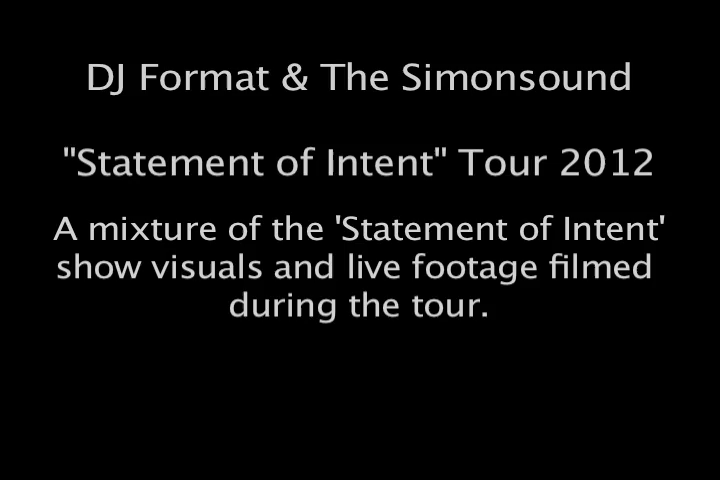 DJ Format & The Simonsound
"Statement of Intent" Tour 2012
A mixture of the 'Statement of Intent'
show visuals and live footage filmed
during the tour.